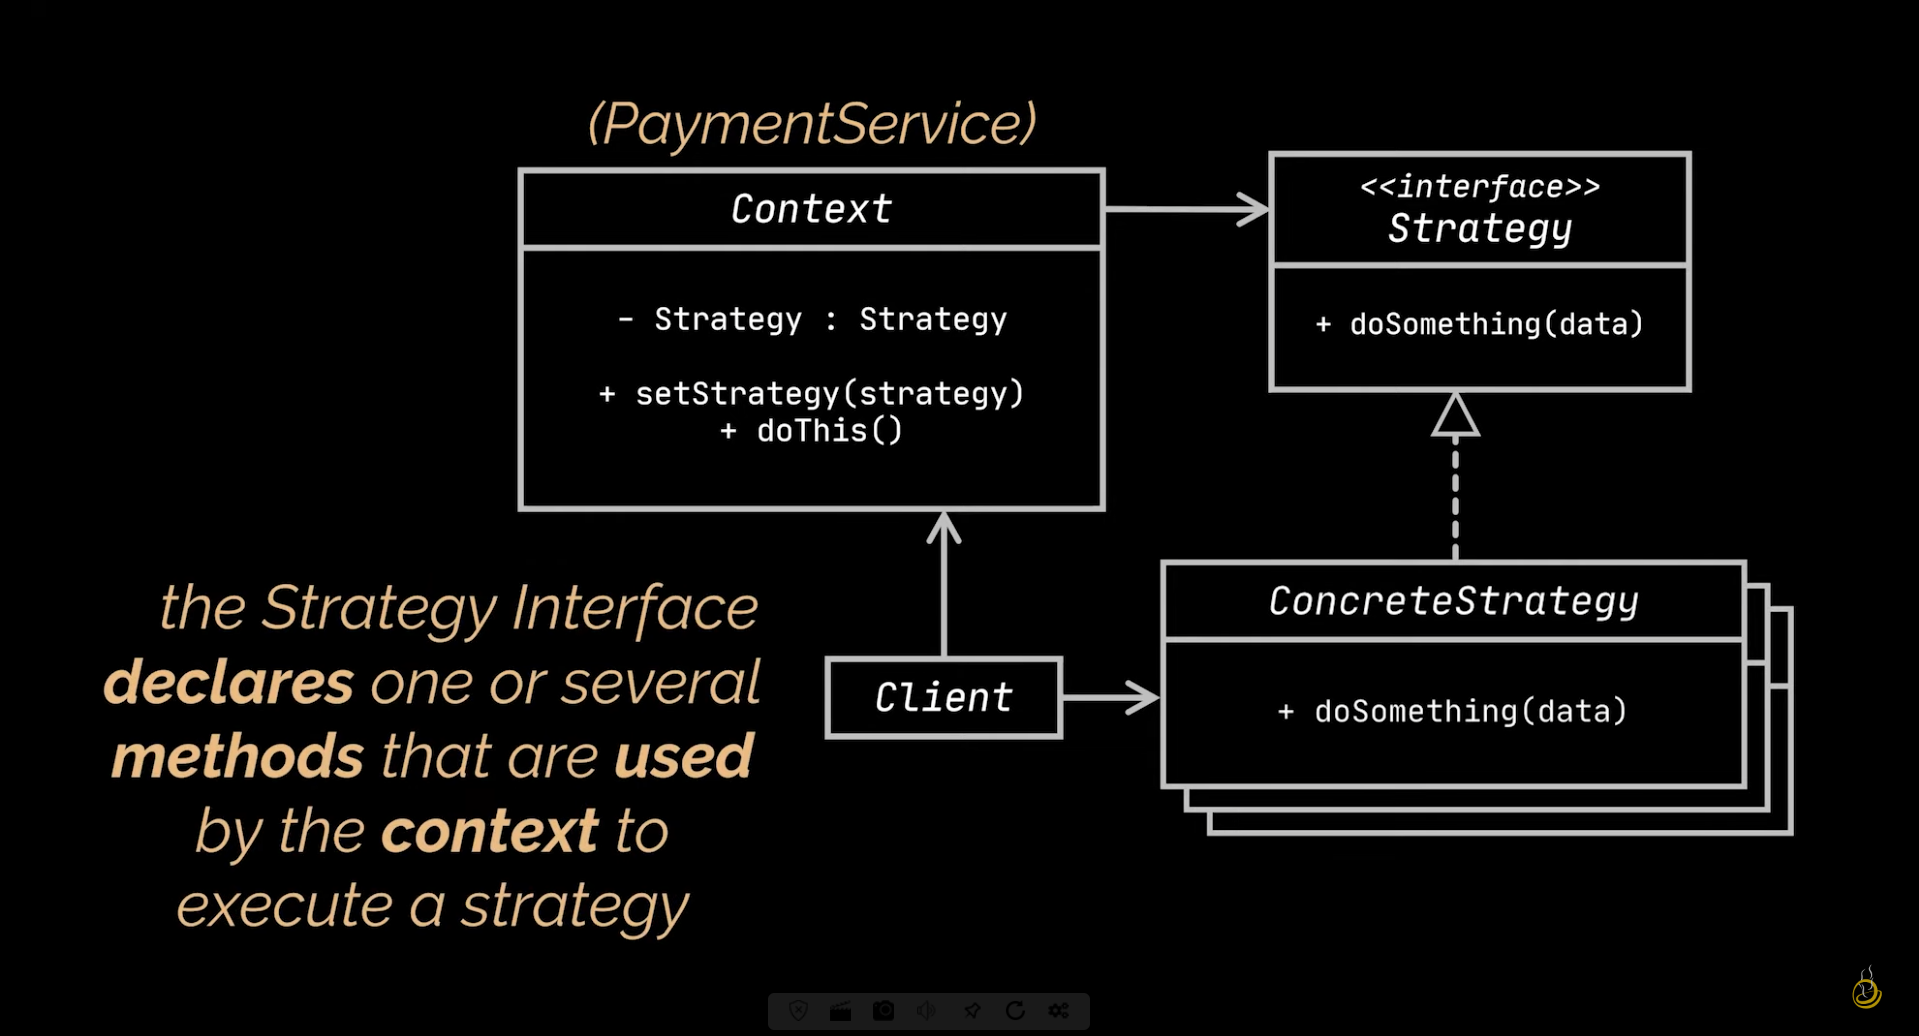 (PaymentService)
Context
- Strategy : Strategy
+ setStrategy(strategy)
+ doThis()
<<interface>>
Strategy
+ doSomething(data)
the Strategy Interface
declares one or several
methods that are used
by the context to
execute a strategy
Client
ConcreteStrategy
+ doSomething(data)